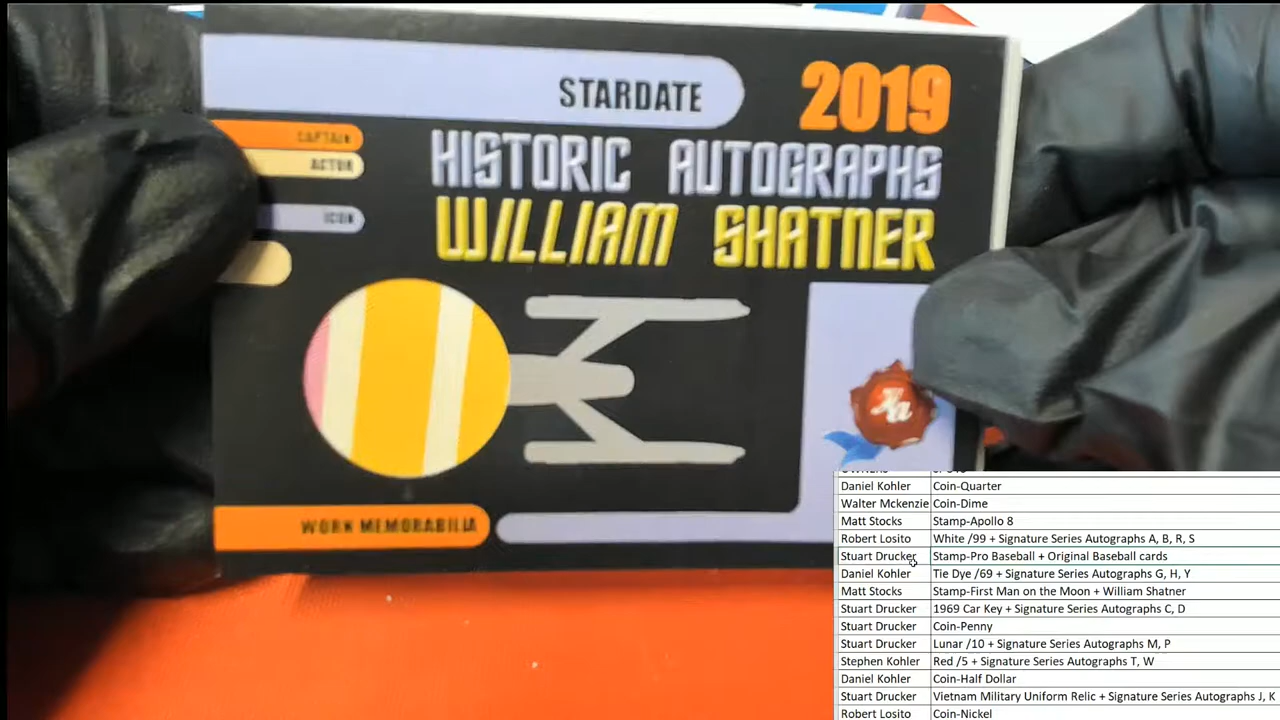 STARDATE 2019
CAPTAIN
ACTOR
HISTORIC AUTOGRAPHS
ICON
WILLIAM SHATNER
HA
WORN MEMORABILIA
Daniel Kohler Coin-Quarter
Walter Mckenzie Coin-Dime
Matt Stocks Stamp-Apollo 8
Robert Losito White /99 + Signature Series Autographs A, B, R, S
Stuart Drucker Stamp-Pro Baseball + Original Baseball cards
Daniel Kohler Tie Dye /69 + Signature Series Autographs G, H, Y
Matt Stocks Stamp-First Man on the Moon + William Shatner
Stuart Drucker 1969 Car Key + Signature Series Autographs C, D
Stuart Drucker Coin-Penny
Stuart Drucker Lunar /10 + Signature Series Autographs M, P
Stephen Kohler Red /5 + Signature Series Autographs T, W
Daniel Kohler Coin-Half Dollar
Stuart Drucker Vietnam Military Uniform Relic + Signature Series Autographs J, K
Robert Losito Coin-Nickel